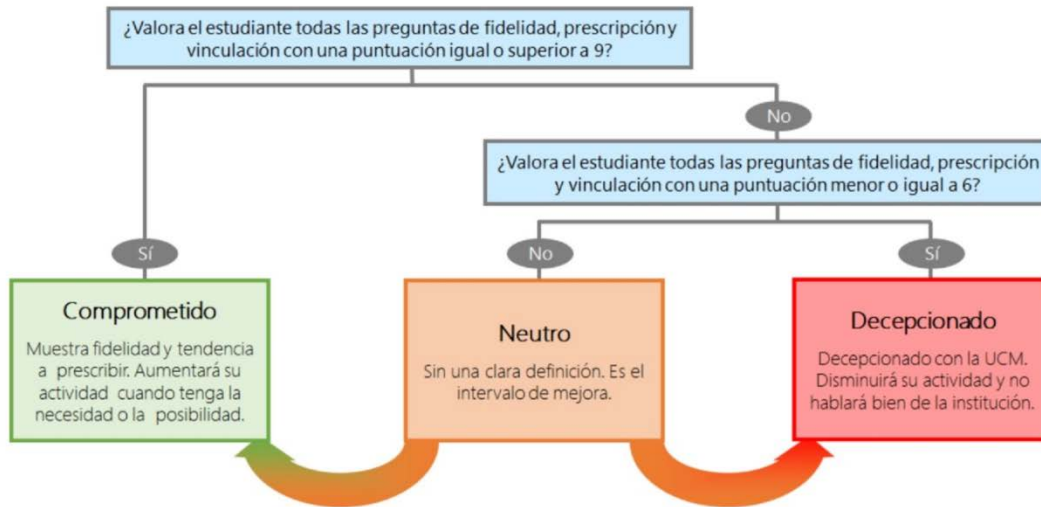 ¿Valora el estudiante todas las preguntas de fidelidad, prescripción y
vinculación con una puntuación igual o superior a 9?
No
¿Valora el estudiante todas las preguntas de fidelidad, prescripción
y vinculación con una puntuación menor o igual a 6?
Sí
No
Sí
Comprometido
Muestra fidelidad y tendencia
a prescribir. Aumentará su
actividad cuando tenga la
necesidad o la posibilidad.
Neutro
Sin una clara definición. Es el
intervalo de mejora.
Decepcionado
Decepcionado con la UCM.
Disminuirá su actividad y no
hablará bien de la institución.